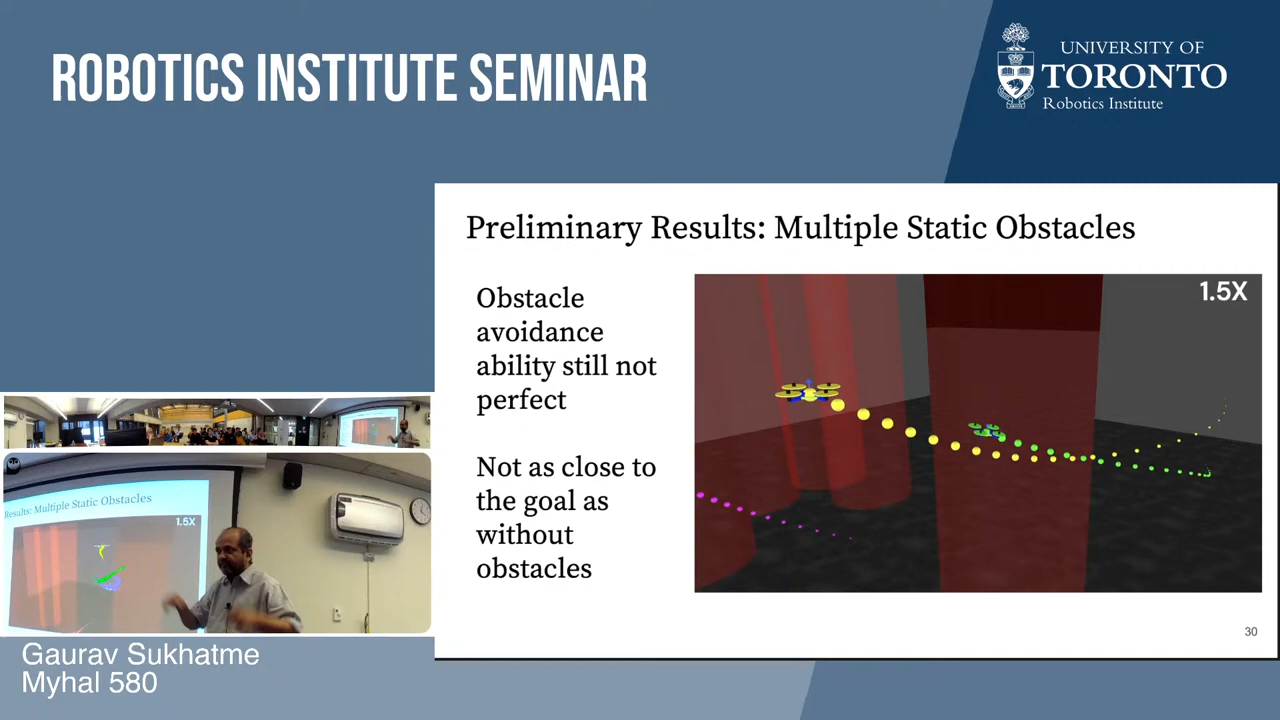 ROBOTICS INSTITUTE SEMINAR
UNIVERSITY OF
TORONTO
Robotics Institute
Preliminary Results: Multiple Static Obstacles
Obstacle
avoidance
ability still not
perfect
Not as close to
the goal as
without
obstacles
1.5X
30
Results: Multiple Static Obstacles
1.5X
Gaurav Sukhatme
Myhal 580